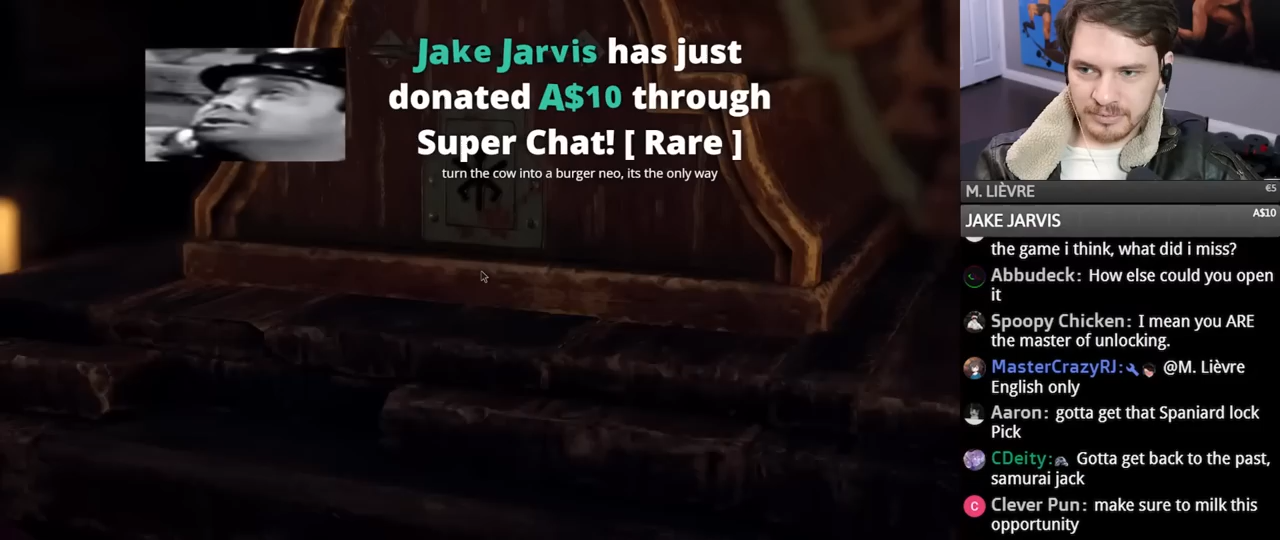 Jake Jarvis has just
donated A$10 through
Super Chat! [ Rare ]
turn the cow into a burger neo, its the only way
M. LIÈVRE €5
JAKE JARVIS A$10
the game i think, what did i miss?
Abbudeck: How else could you open
it
Spoopy Chicken: I mean you ARE
the master of unlocking.
MasterCrazyRJ: @M. Lièvre
English only
Aaron: gotta get that Spaniard lock
Pick
CDeity: Gotta get back to the past,
samurai jack
C Clever Pun: make sure to milk this
opportunity